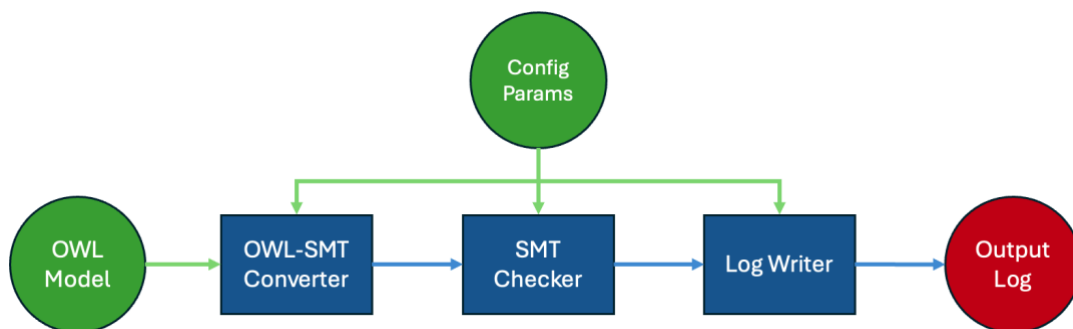 Config
Params
OWL
Model
OWL-SMT
Converter
SMT
Checker
Log Writer
Output
Log